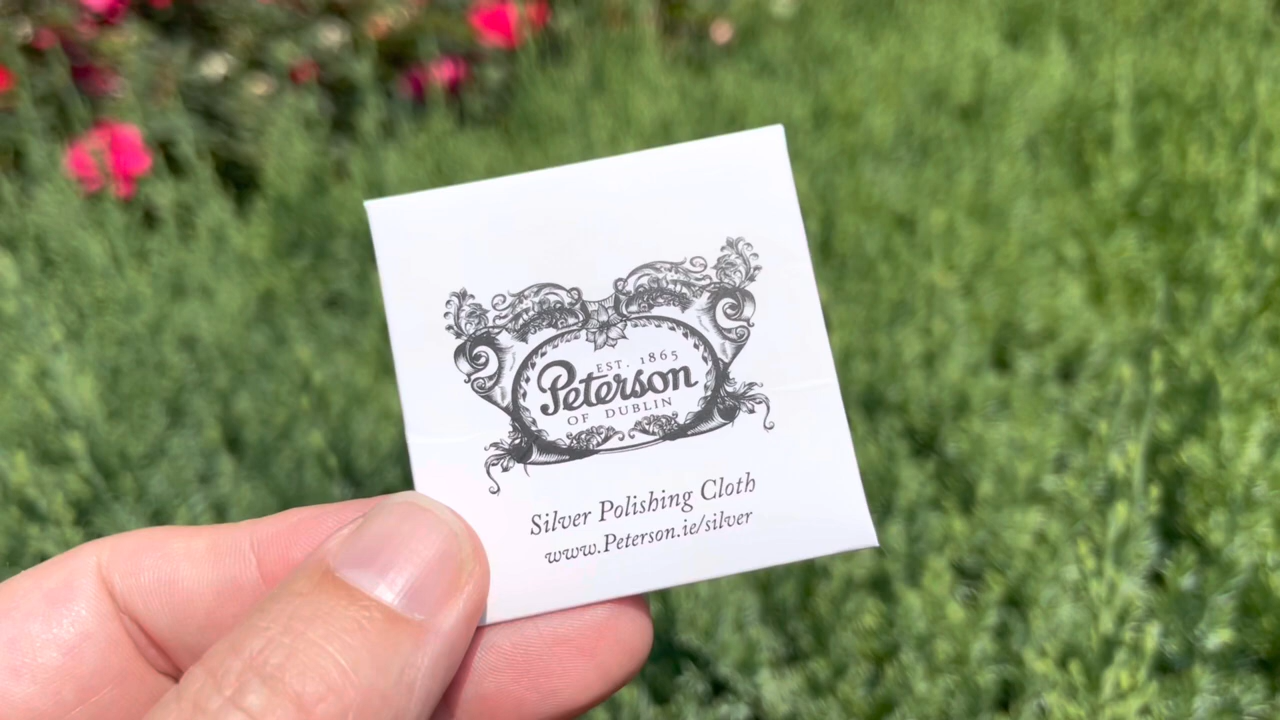 EST. 1865
Peterson
OF DUBLIN
Silver Polishing Cloth
www.Peterson.ie/silver